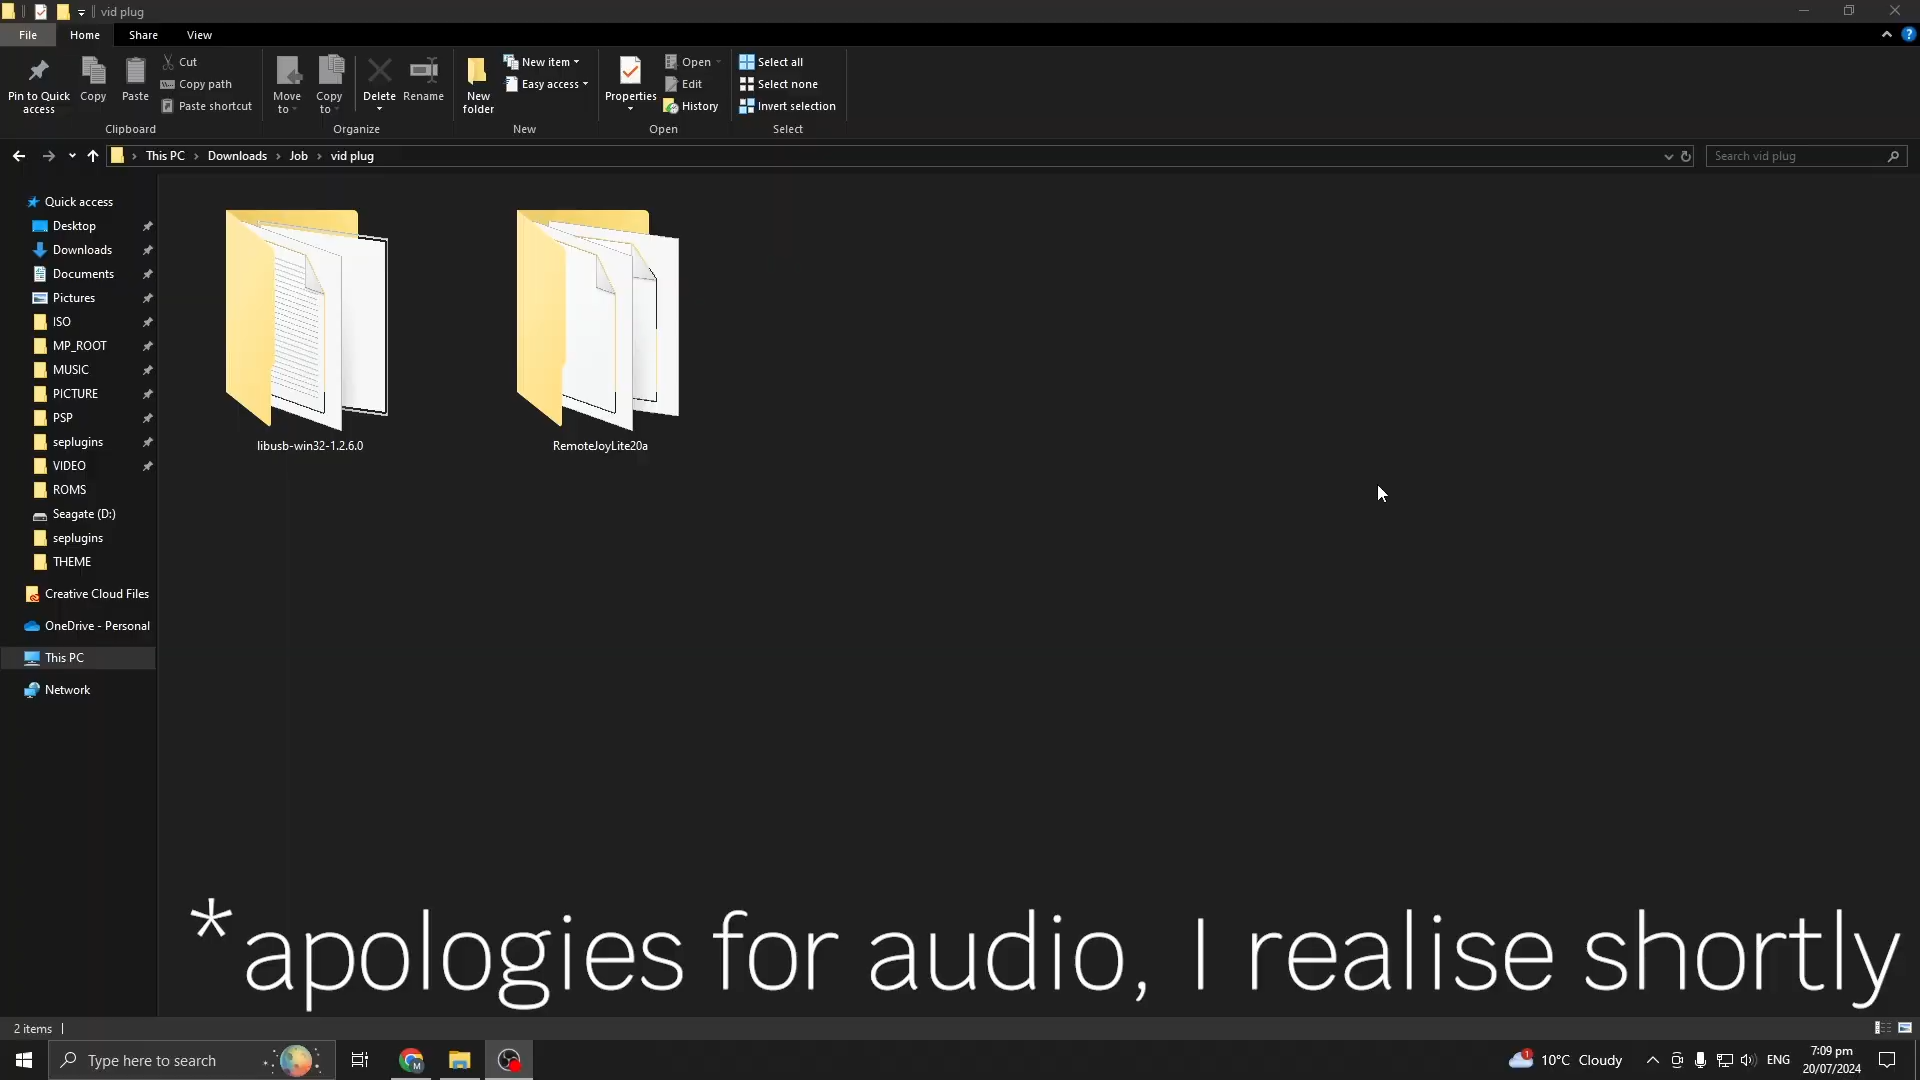 vid plug
File
Home
Share
View
Pin to Quick access
Copy
Paste
Cut
Copy path
Paste shortcut
Clipboard
Move to
Copy to
Delete
Rename
Organize
New folder
New item
Easy access
New
Properties
Open
Edit
History
Open
Select all
Select none
Invert selection
Select
This PC
Downloads
Job
vid plug
Search vid plug
Quick access
Desktop
Downloads
Documents
Pictures
ISO
MP_ROOT
MUSIC
PICTURE
PSP
seplugins
VIDEO
ROMS
Seagate (D:)
seplugins
THEME
Creative Cloud Files
OneDrive - Personal
This PC
Network
libusb-win32-1.2.6.0
RemoteJoyLite20a
*apologies for audio, I realise shortly
2 items
Type here to search
M
1
10°C Cloudy
ENG
7:09 pm
20/07/2024